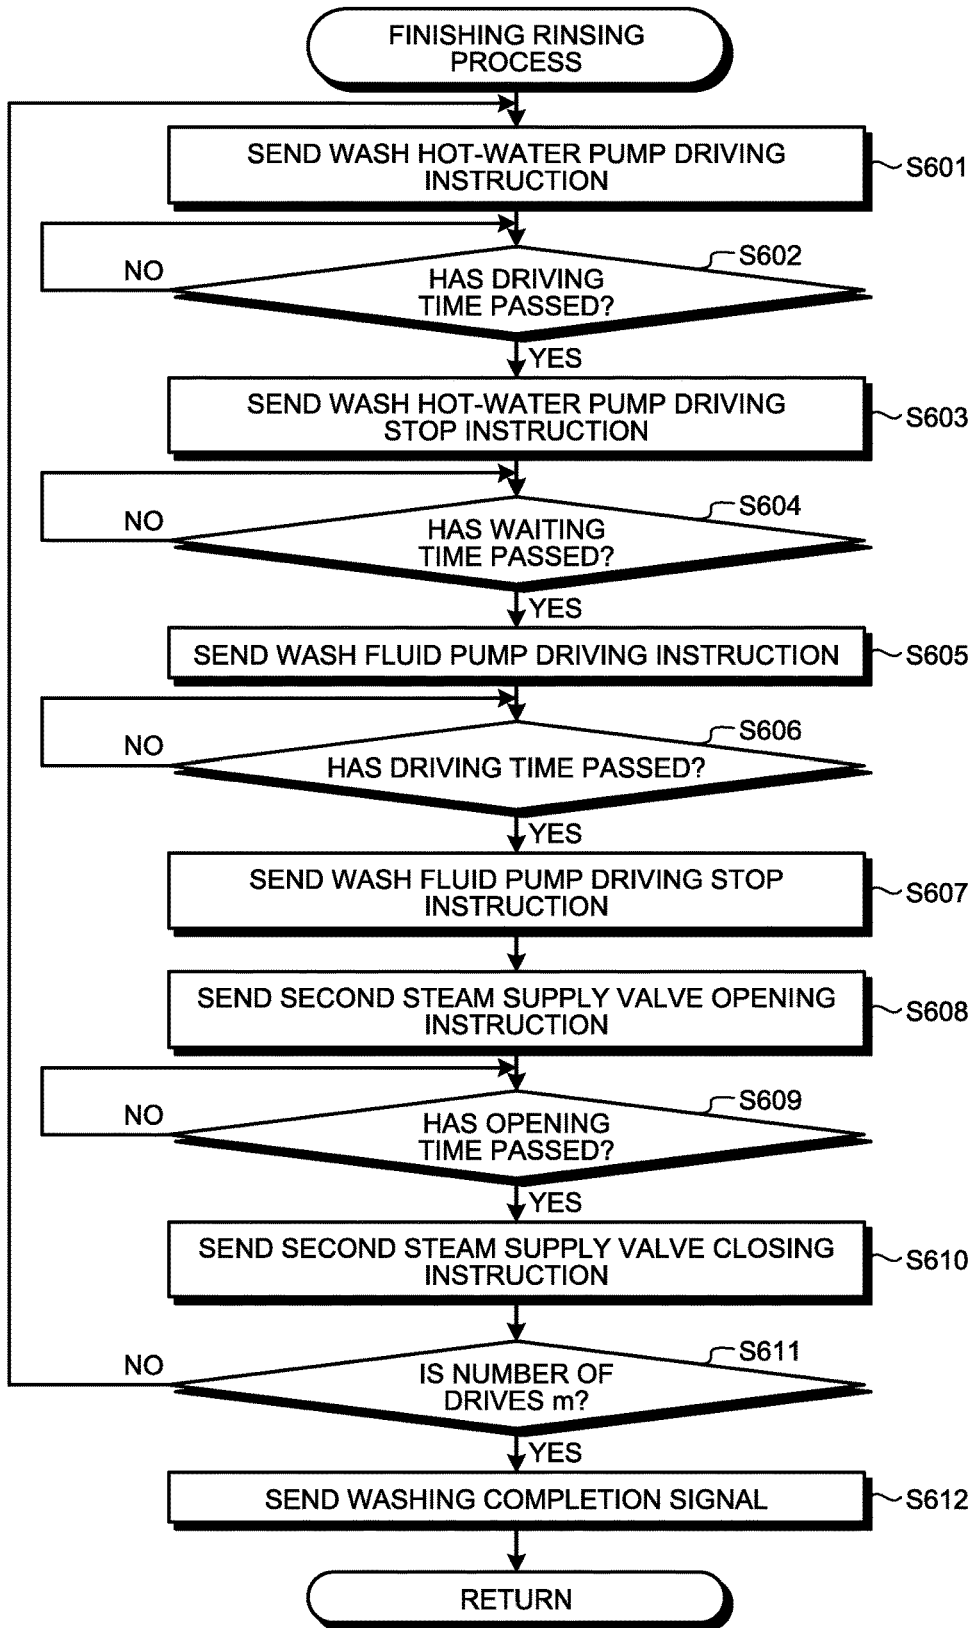 FINISHING RINSING
PROCESS
SEND WASH HOT-WATER PUMP DRIVING
INSTRUCTION
S601
S602
NO
HAS DRIVING
TIME PASSED?
YES
SEND WASH HOT-WATER PUMP DRIVING
STOP INSTRUCTION
S603
S604
NO
HAS WAITING
TIME PASSED?
YES
SEND WASH FLUID PUMP DRIVING INSTRUCTION
S605
S606
NO
HAS DRIVING TIME PASSED?
YES
SEND WASH FLUID PUMP DRIVING STOP
INSTRUCTION
S607
SEND SECOND STEAM SUPPLY VALVE OPENING
INSTRUCTION
S608
S609
NO
HAS OPENING
TIME PASSED?
YES
SEND SECOND STEAM SUPPLY VALVE CLOSING
INSTRUCTION
S610
S611
NO
IS NUMBER OF
DRIVES m?
YES
SEND WASHING COMPLETION SIGNAL
S612
RETURN